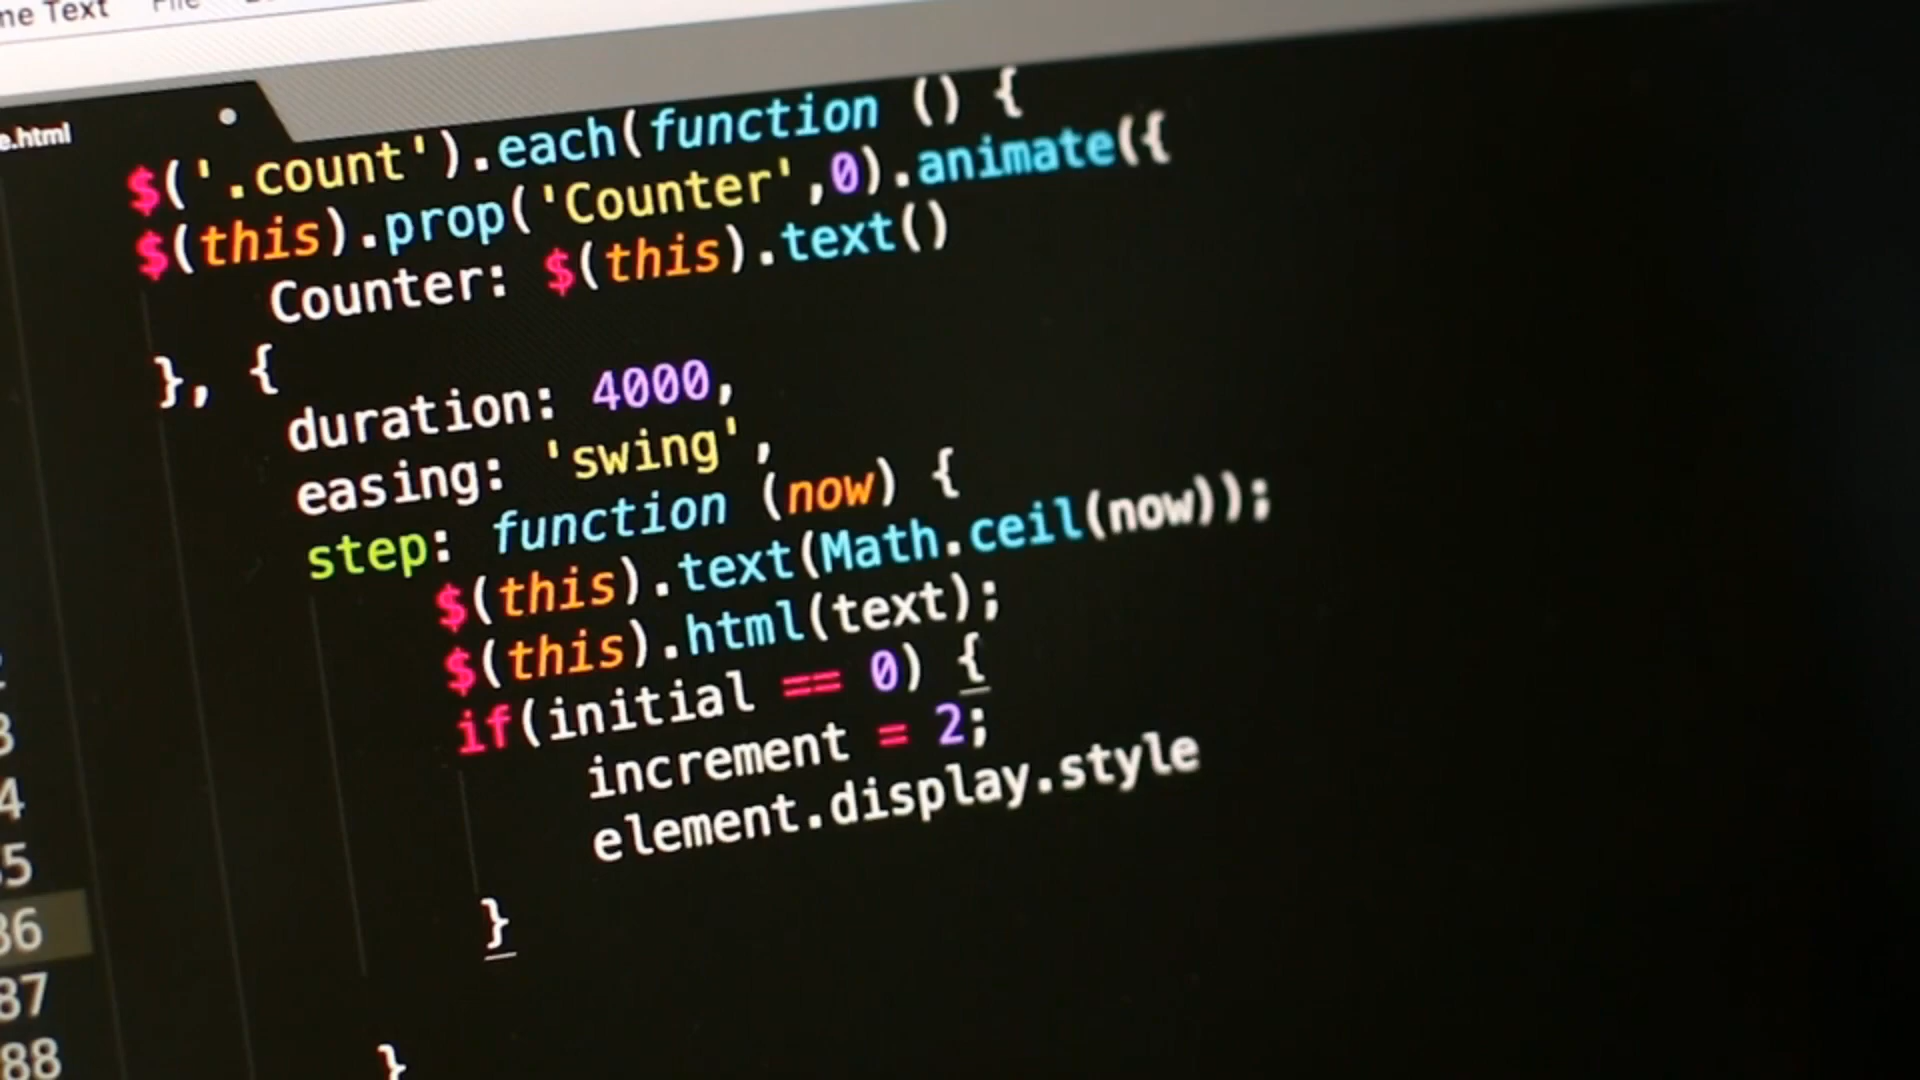 me Text File
e.html
$('.count').each(function () {
$(this).prop('Counter',0).animate({
Counter: $(this).text()
}, {
duration: 4000,
easing: 'swing',
step: function (now) {
$(this).text(Math.ceil(now));
$(this).html(text);
if(initial == 0) {
increment = 2;
element.display.style
}
}
3
4
85
86
87
88